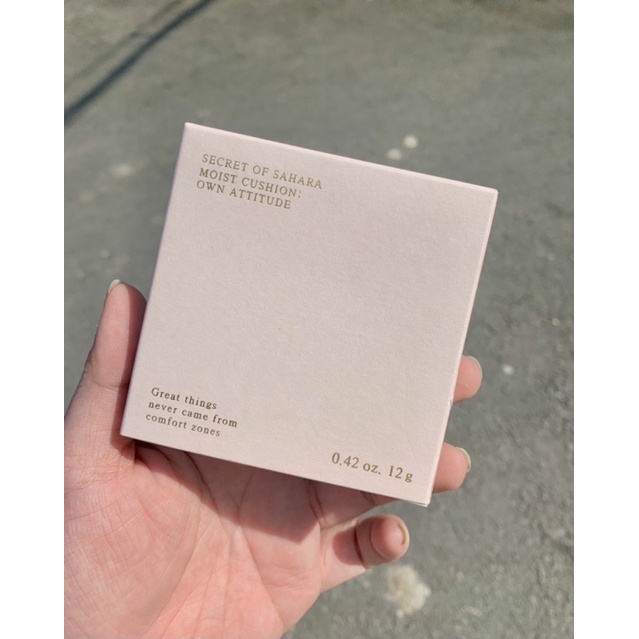 SECRET OF SAHARA
MOIST CUSHION;
OWN ATTITUDE
Great things
never came from
comfort zones
0.42 oz. 12g